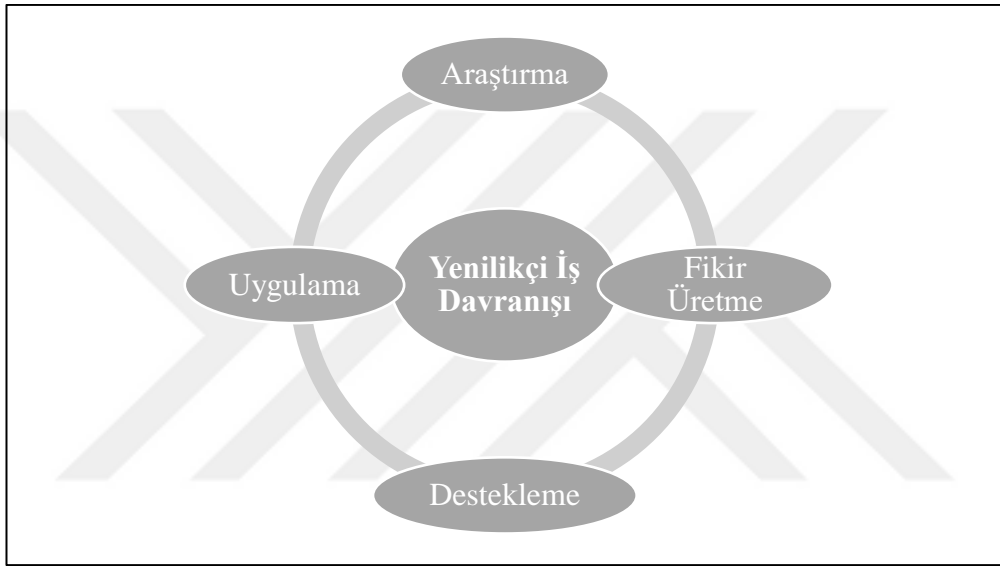 Araştırma
Uygulama
Yenilikçi İş
Davranışı
Fikir
Üretme
Destekleme